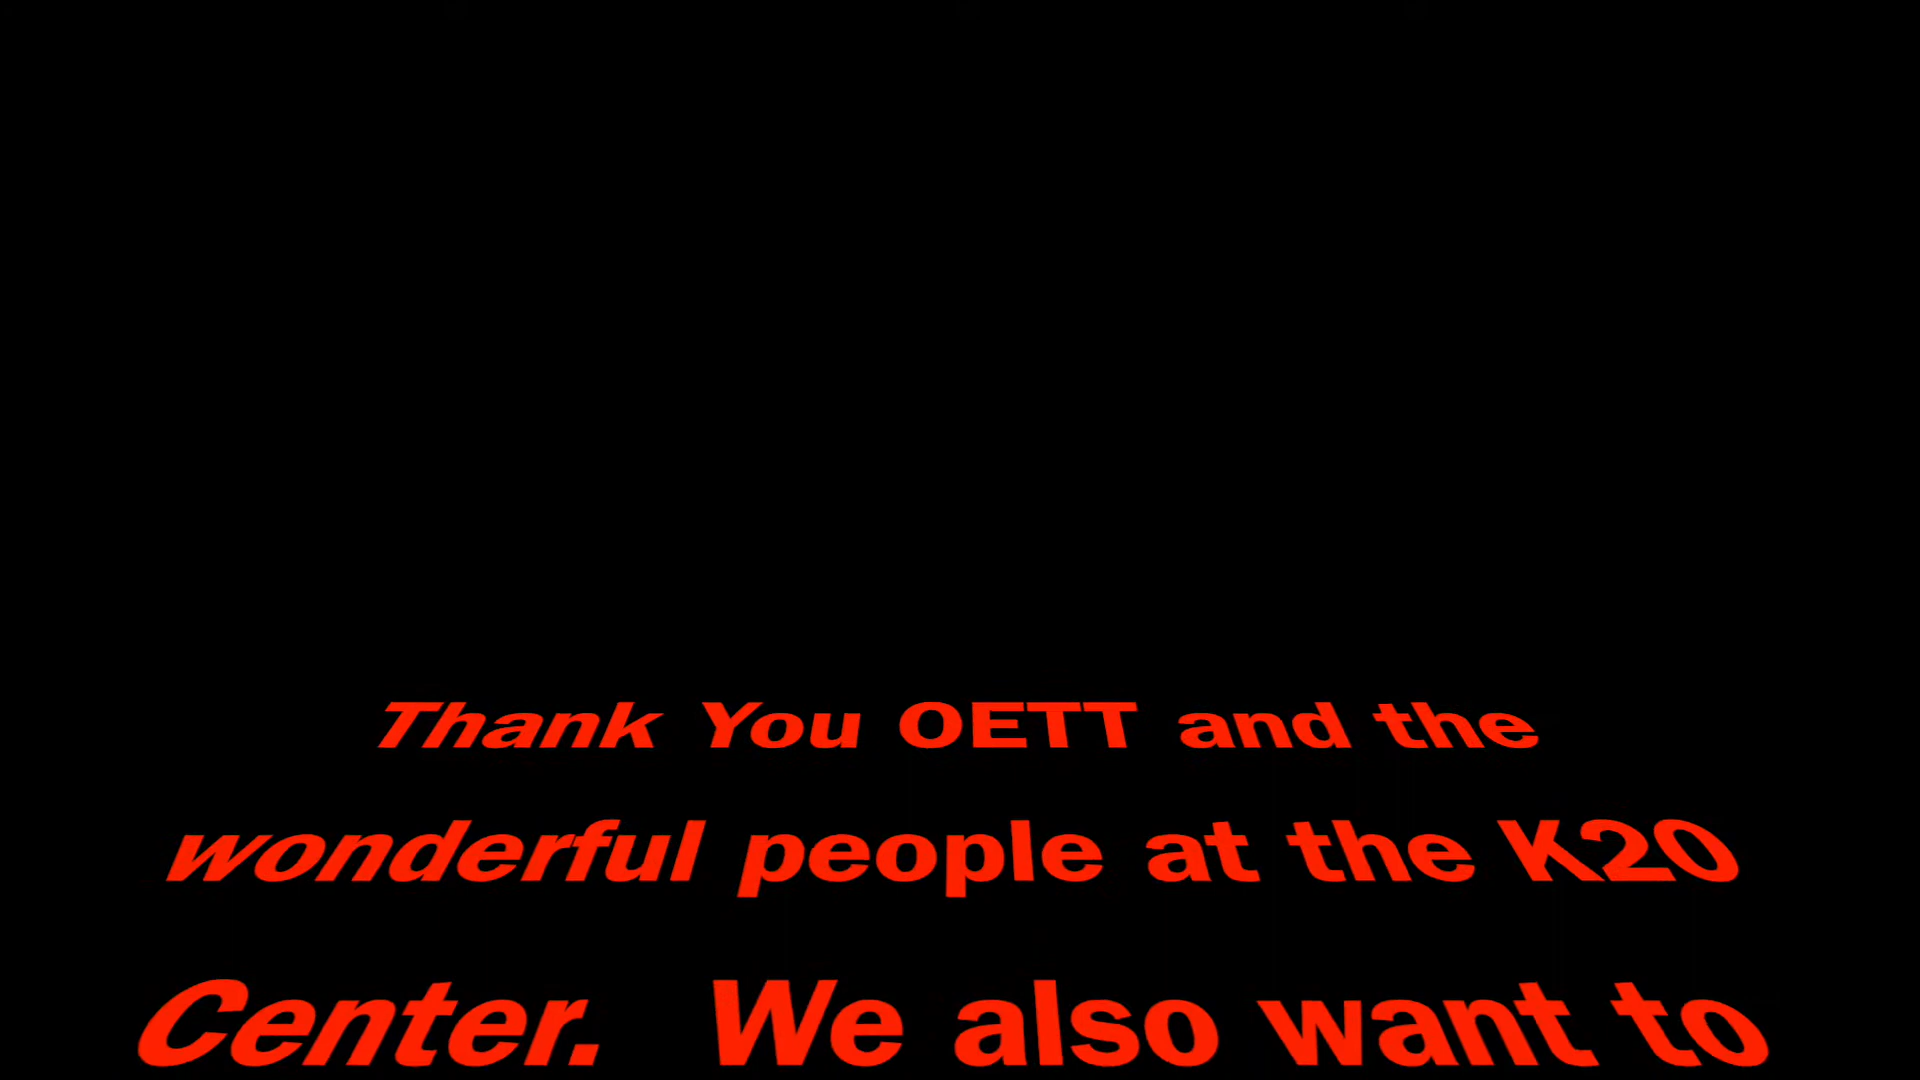 Thank You OETT and the
wonderful people at the K20
Center.  We also want to